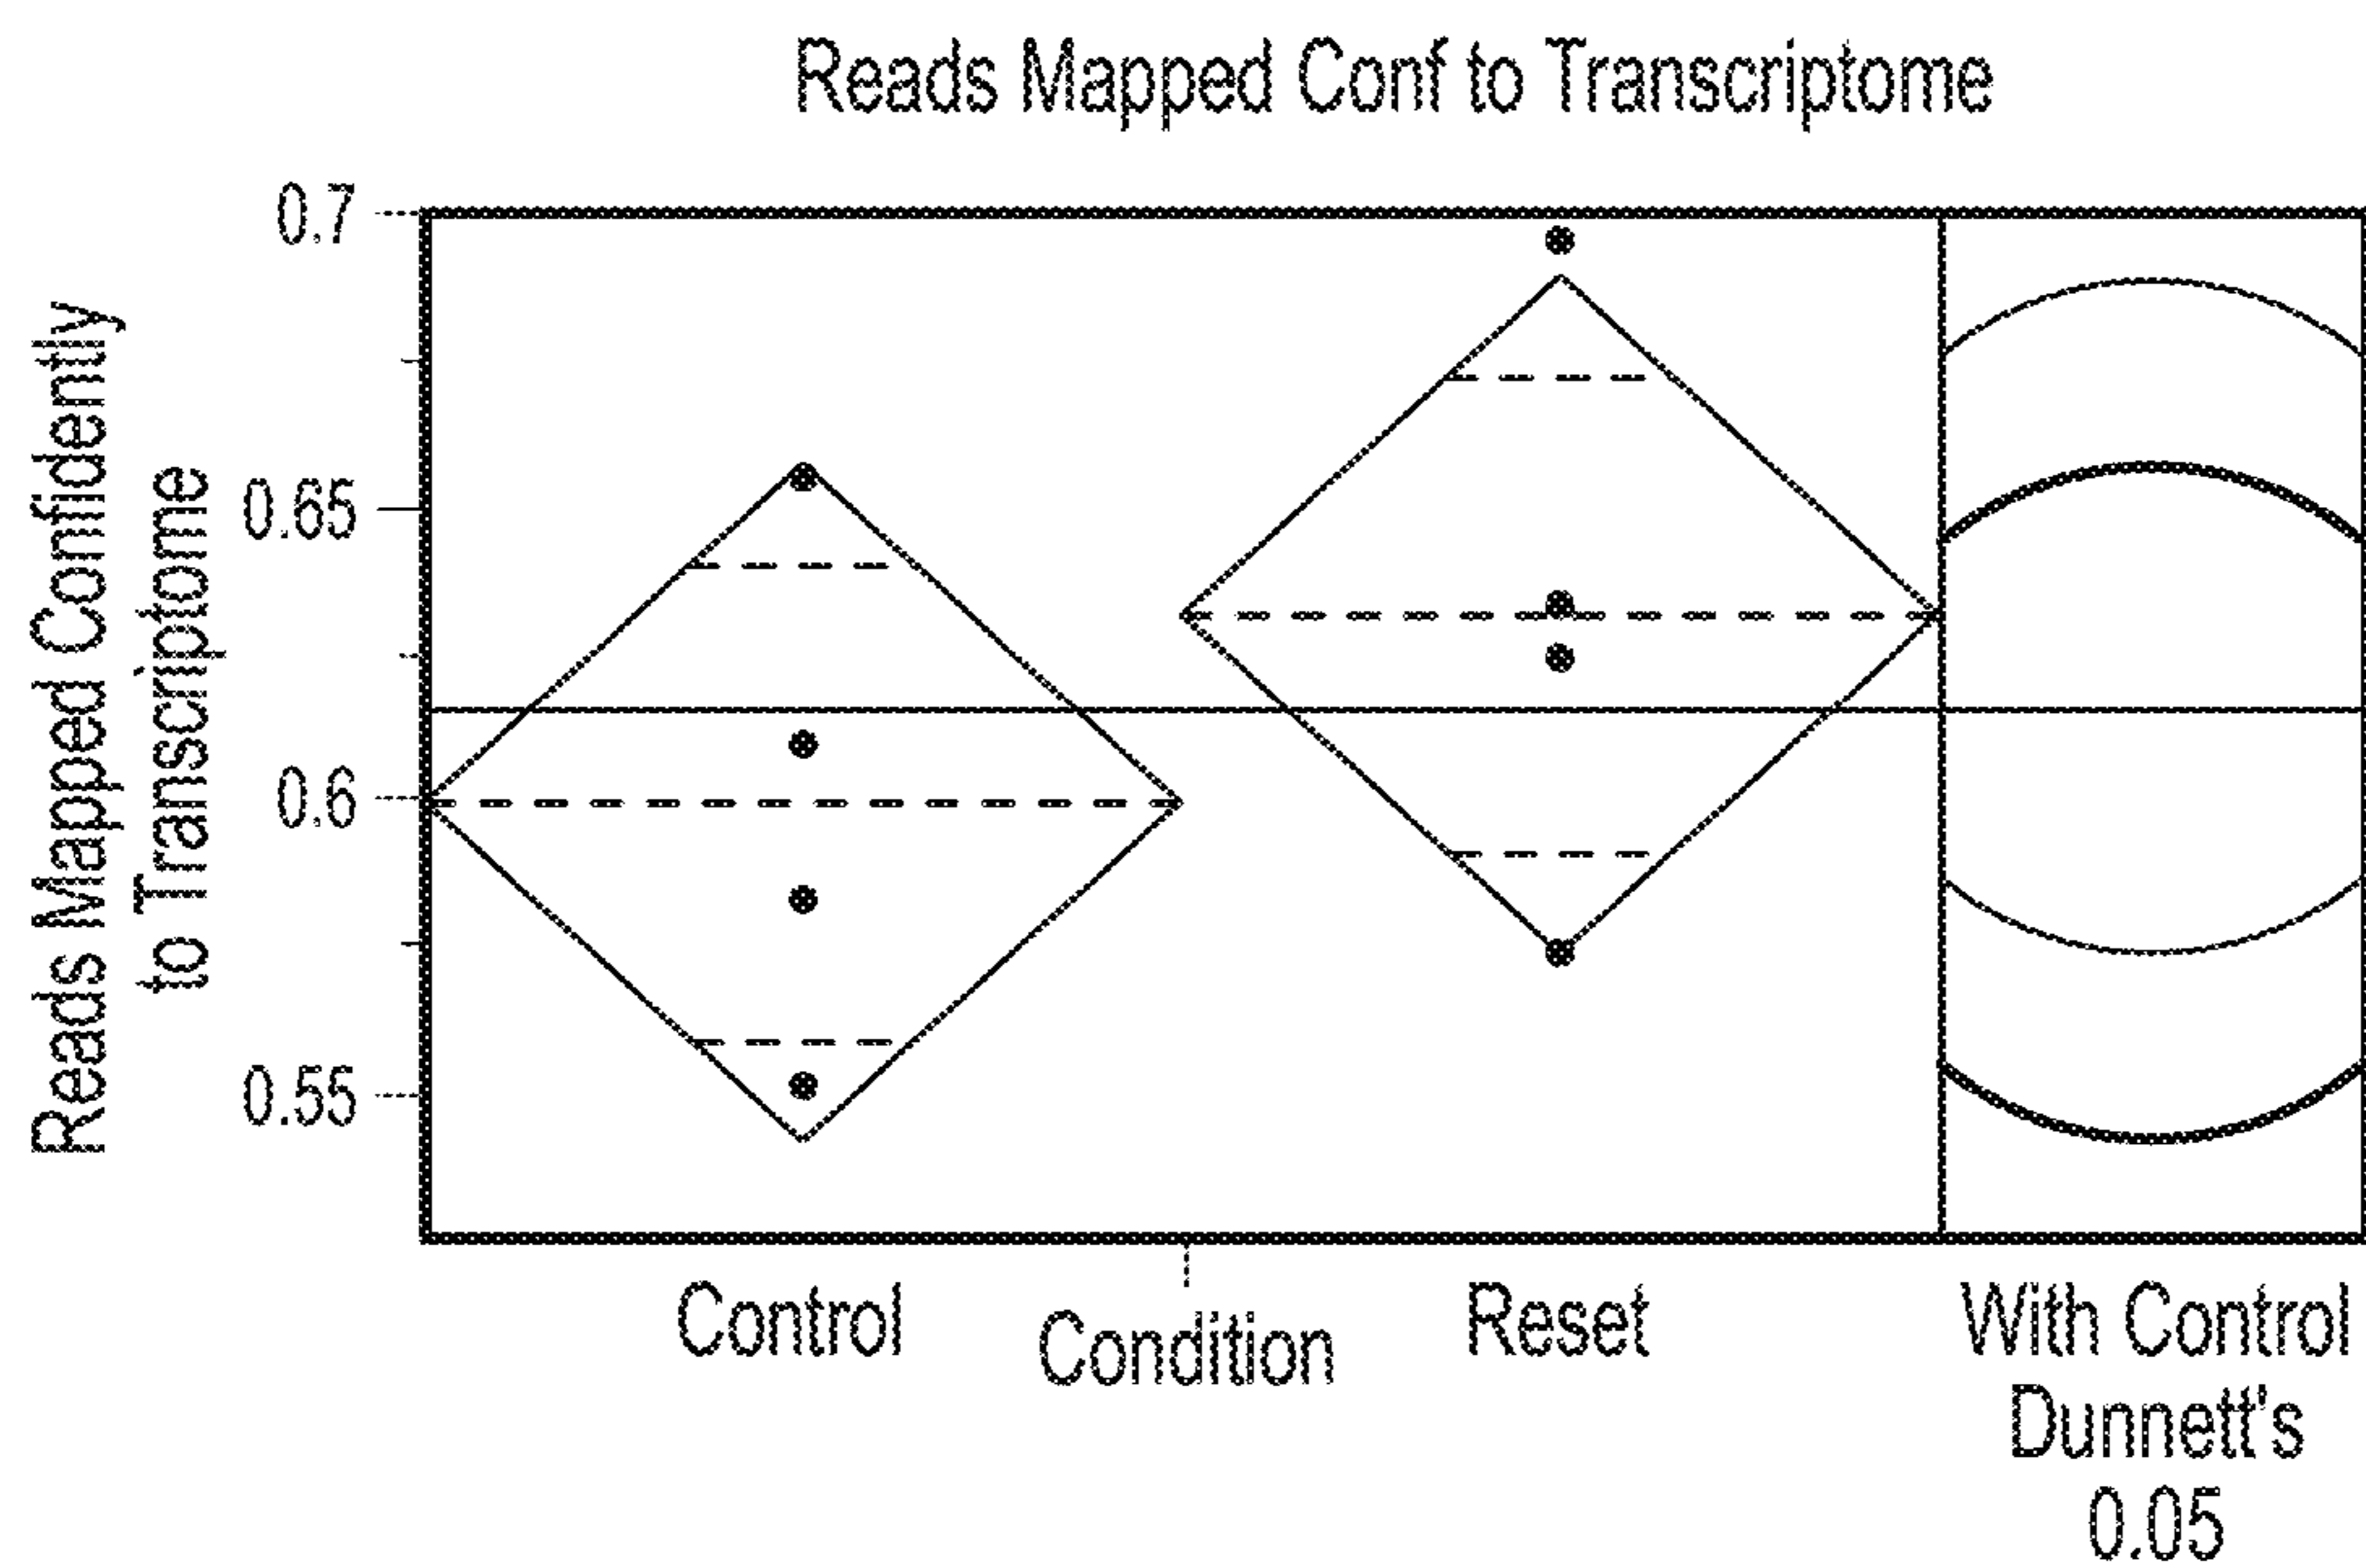 Reads Mapped Conf to Transcriptome
Reads Mapped Confidently
to Transcriptome
0.7
0.65
0.6
0.55
Control
Condition
Reset
With Control
Dunnett's
0.05